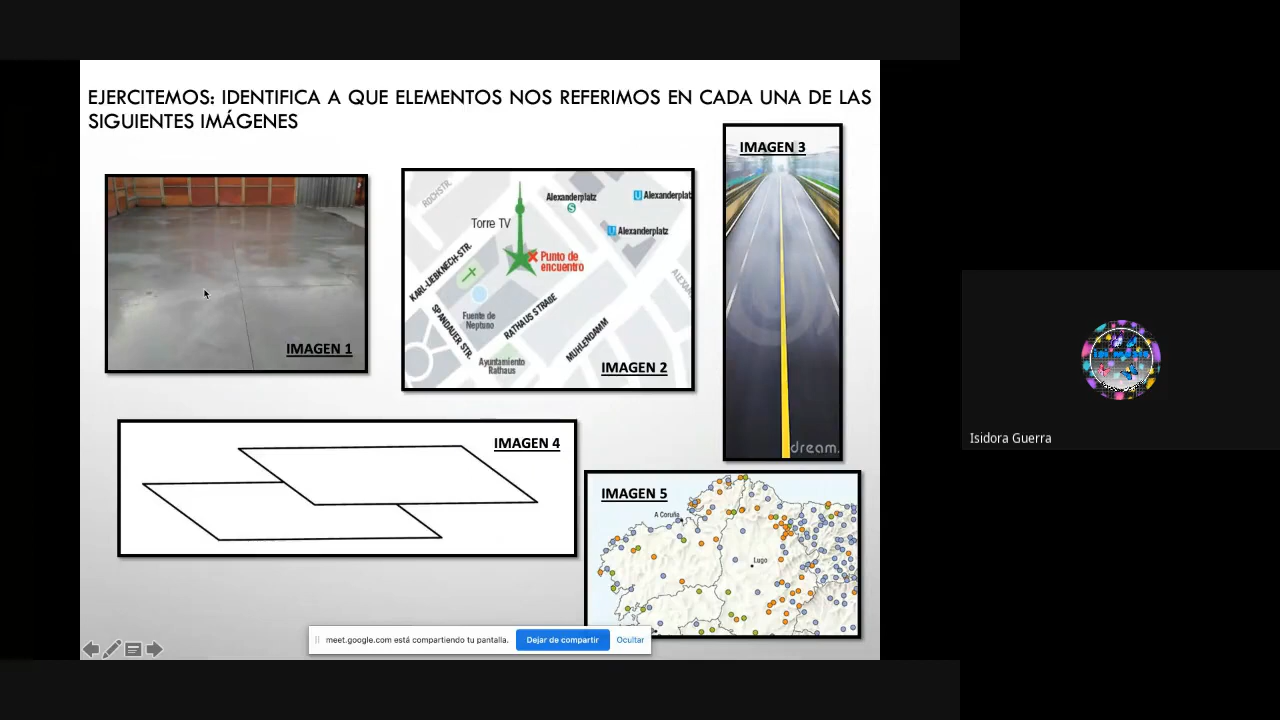 EJERCITEMOS: IDENTIFICA A QUE ELEMENTOS NOS REFERIMOS EN CADA UNA DE LAS
SIGUIENTES IMÁGENES
IMAGEN 1
ROCHSTR.
Alexanderplatz
S
U Alexanderplat
Torre TV
U Alexanderplatz
Punto de
encuentro
KARL-LIEBKNECH-STR.
SPANDAUER STR.
Fuente de
Neptuno
RATHAUS STRAßE
MUHLENDAMM
Ayuntamiento
Rathaus
IMAGEN 2
IMAGEN 3
dream.
IMAGEN 4
IMAGEN 5
A Coruña
Lugo
Isidora Guerra
meet.google.com está compartiendo tu pantalla.
Dejar de compartir
Ocultar